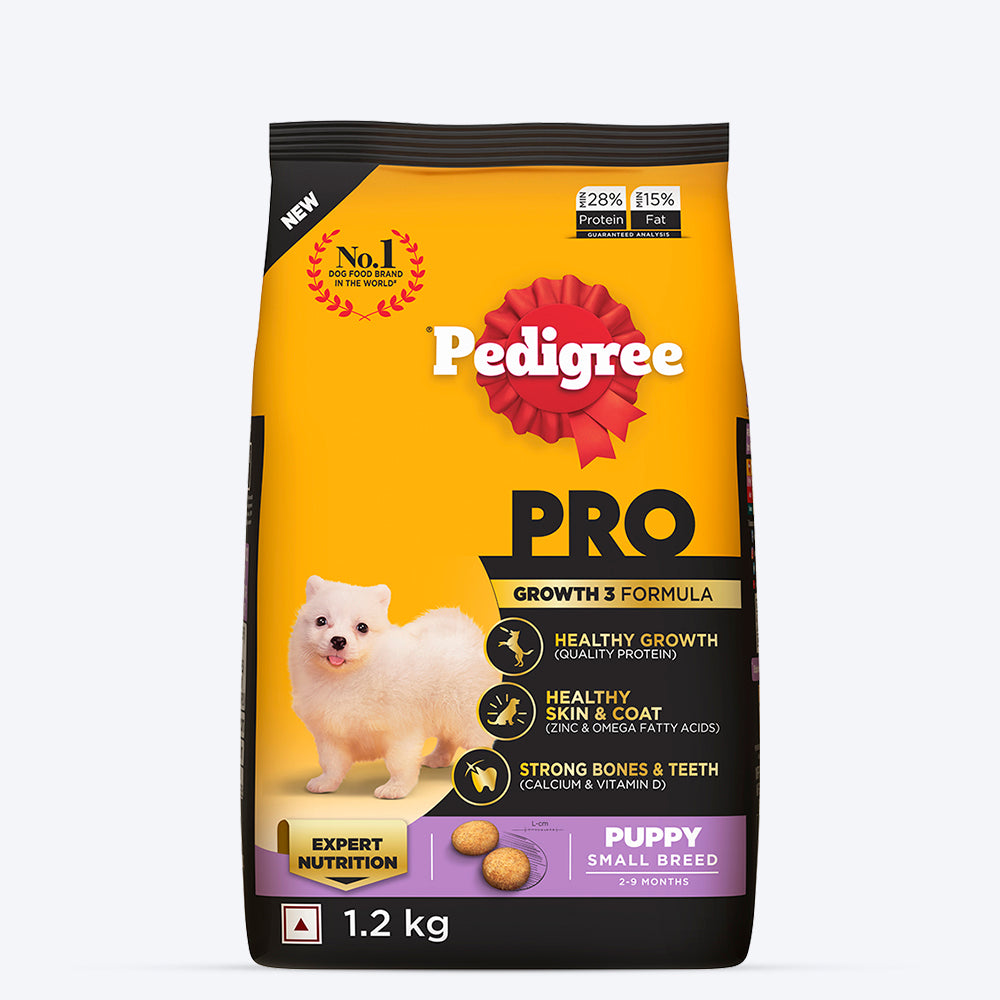 NEW
No.1
DOG FOOD BRAND
IN THE WORLD
MIN 28% Protein
MIN 15% Fat
GUARANTEED ANALYSIS
® Pedigree
PRO
GROWTH 3 FORMULA
HEALTHY GROWTH
(QUALITY PROTEIN)
HEALTHY
SKIN & COAT
(ZINC & OMEGA FATTY ACIDS)
STRONG BONES & TEETH
(CALCIUM & VITAMIN D)
EXPERT
NUTRITION
L-cm
PUPPY
SMALL BREED
2-9 MONTHS
1.2 kg